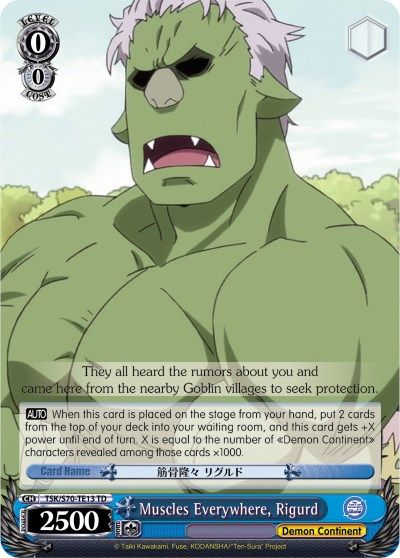 LEVEL
0
0
COST
They all heard the rumors about you and
came here from the nearby Goblin villages to seek protection.
AUTO When this card is placed on the stage from your hand, put 2 cards
from the top of your deck into your waiting room, and this card gets +X
power until end of turn. X is equal to the number of «Demon Continent»
characters revealed among those cards ×1000.
Card Name 筋骨隆々 リグルド
CH TSK/S70-TE13 TD
2500
Muscles Everywhere, Rigurd
Demon Continent
© Taiki Kawakami, Fuse, KODANSHA/"Ten-Sura" Project